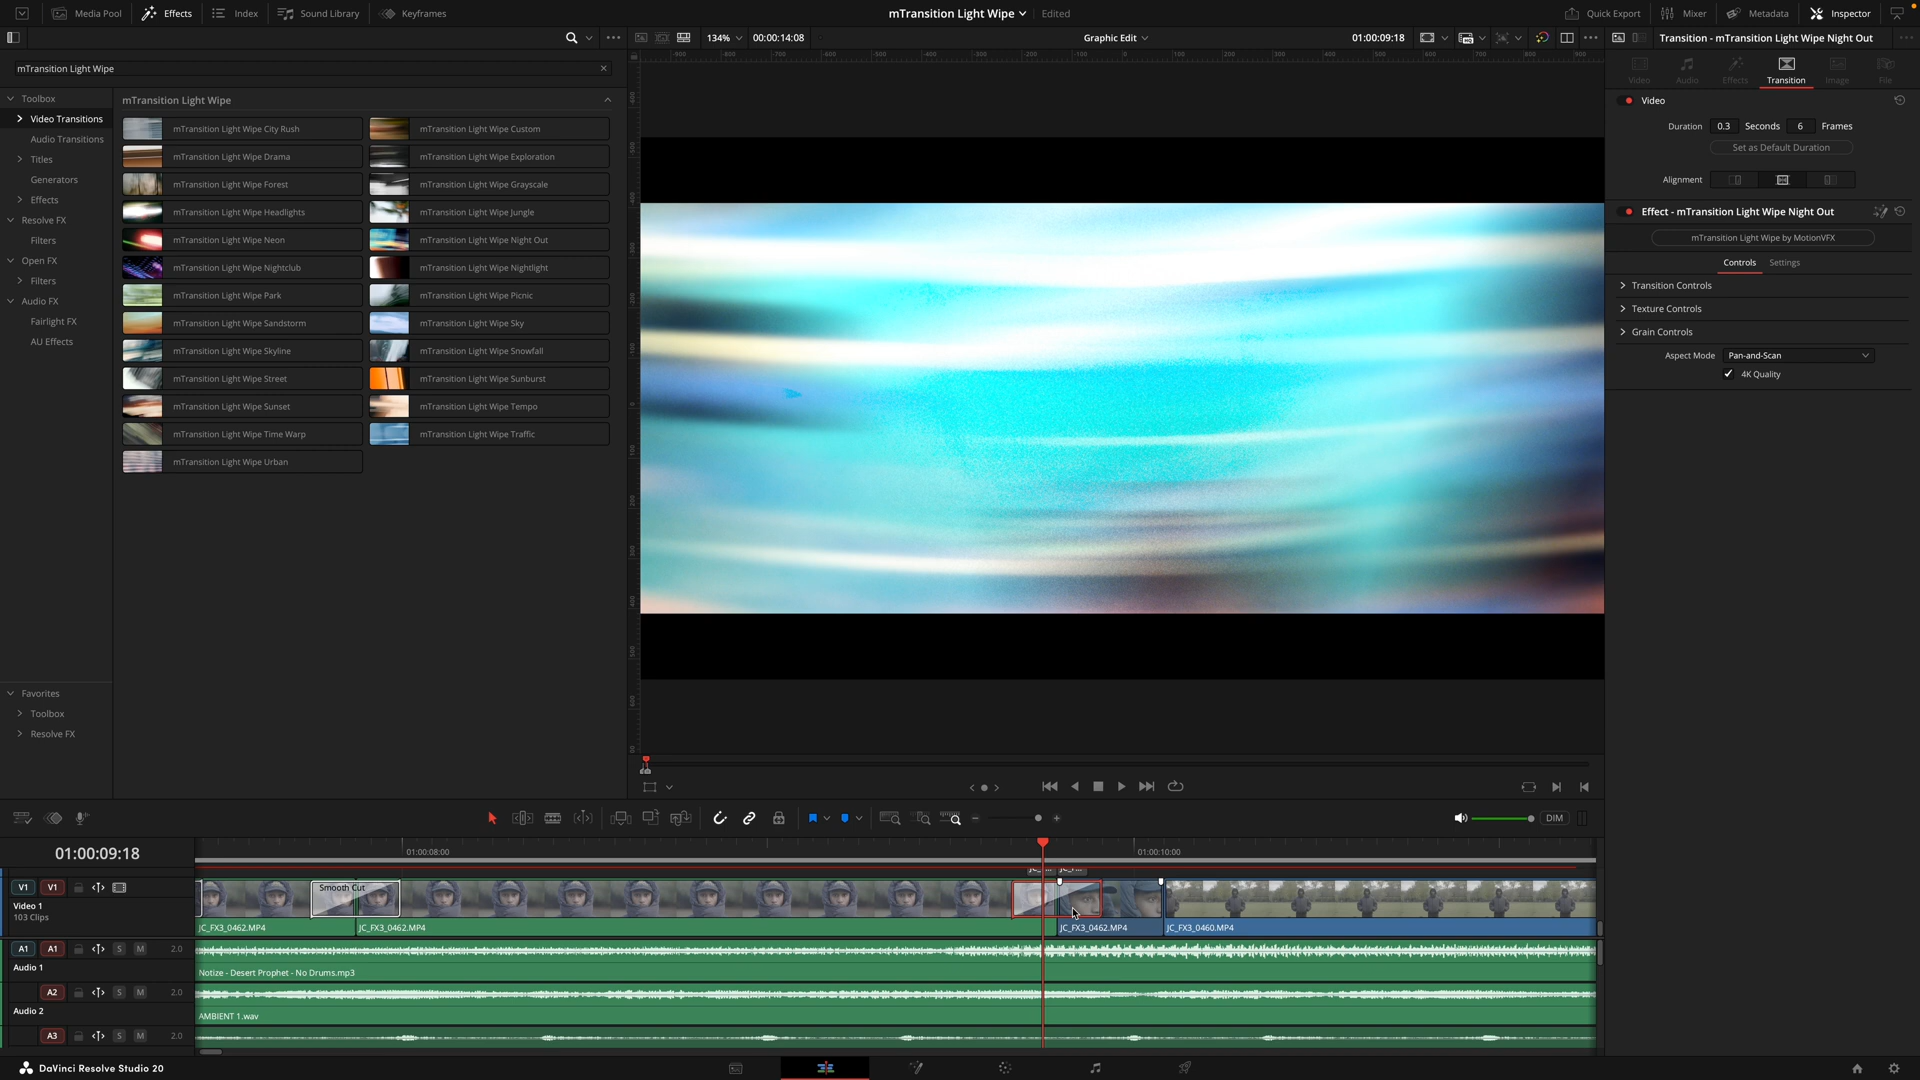 Media Pool Effects Index Sound Library Keyframes mTransition Light Wipe Edited Quick Export Mixer Metadata Inspector
134% 00:00:14:08 Graphic Edit 01:00:09:18 Transition - mTransition Light Wipe Night Out
mTransition Light Wipe
Toolbox
Video Transitions
Audio Transitions
Titles
Generators
Effects
Resolve FX
Filters
Open FX
Filters
Audio FX
Fairlight FX
AU Effects
Favorites
Toolbox
Resolve FX
mTransition Light Wipe
mTransition Light Wipe City Rush mTransition Light Wipe Custom
mTransition Light Wipe Drama mTransition Light Wipe Exploration
mTransition Light Wipe Forest mTransition Light Wipe Grayscale
mTransition Light Wipe Headlights mTransition Light Wipe Jungle
mTransition Light Wipe Neon mTransition Light Wipe Night Out
mTransition Light Wipe Nightclub mTransition Light Wipe Nightlight
mTransition Light Wipe Park mTransition Light Wipe Picnic
mTransition Light Wipe Sandstorm mTransition Light Wipe Sky
mTransition Light Wipe Skyline mTransition Light Wipe Snowfall
mTransition Light Wipe Street mTransition Light Wipe Sunburst
mTransition Light Wipe Sunset mTransition Light Wipe Tempo
mTransition Light Wipe Time Warp mTransition Light Wipe Traffic
mTransition Light Wipe Urban
Video Audio Effects Transition Image File
Video
Duration 0.3 Seconds 6 Frames
Set as Default Duration
Alignment
Effect - mTransition Light Wipe Night Out
mTransition Light Wipe by MotionVFX
Controls Settings
Transition Controls
Texture Controls
Grain Controls
Aspect Mode Pan-and-Scan
4K Quality
DIM
01:00:09:18 01:00:08:00 01:00:10:00
V1 V1 Smooth Cut
Video 1
103 Clips
JC_FX3_0462.MP4 JC_FX3_0462.MP4 JC_FX3_0462.MP4 JC_FX3_0460.MP4
A1 A1 S M 2.0
Audio 1 Notize - Desert Prophet - No Drums.mp3
A2 S M 2.0
Audio 2 AMBIENT 1.wav
A3 S M 2.0
DaVinci Resolve Studio 20